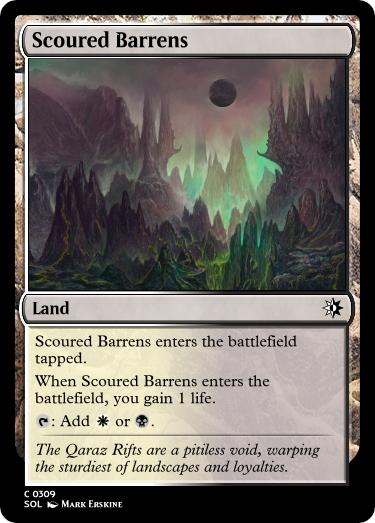 Scoured Barrens
Land
Scoured Barrens enters the battlefield
tapped.
When Scoured Barrens enters the
battlefield, you gain 1 life.
: Add or .
The Qaraz Rifts are a pitiless void, warping
the sturdiest of landscapes and loyalties.
C 0309
SOL Mark Erskine